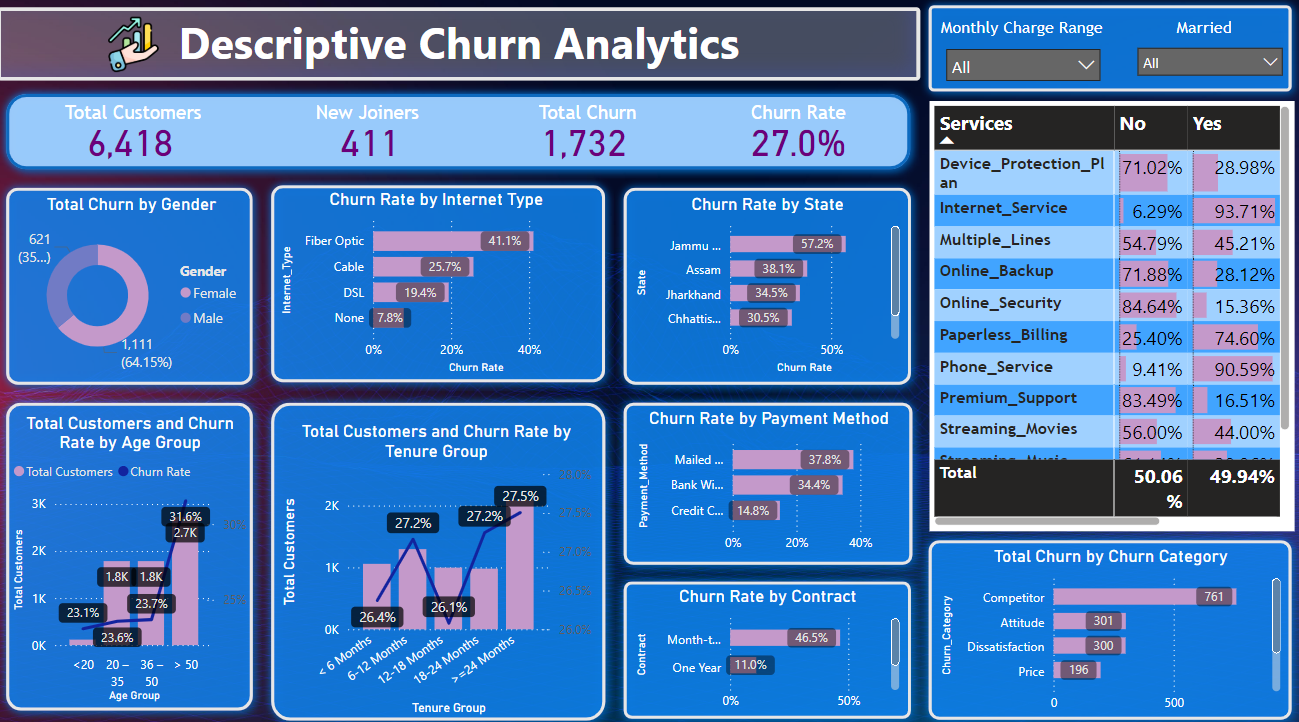 Descriptive Churn Analytics
Monthly Charge Range
All
Married
All
Total Customers
6,418
New Joiners
411
Total Churn
1,732
Churn Rate
27.0%
Total Churn by Gender
621
(35...)
Gender
Female
Male
1,111
(64.15%)
Churn Rate by Internet Type
Internet_Type
Fiber Optic 41.1%
Cable 25.7%
DSL 19.4%
None 7.8%
0% 20% 40%
Churn Rate
Churn Rate by State
State
Jammu ... 57.2%
Assam 38.1%
Jharkhand 34.5%
Chhattis... 30.5%
0% 50%
Churn Rate
Services No Yes
Device_Protection_Pl
an 71.02% 28.98%
Internet_Service 6.29% 93.71%
Multiple_Lines 54.79% 45.21%
Online_Backup 71.88% 28.12%
Online_Security 84.64% 15.36%
Paperless_Billing 25.40% 74.60%
Phone_Service 9.41% 90.59%
Premium_Support 83.49% 16.51%
Streaming_Movies 56.00% 44.00%
Total 50.06 49.94%
%
Total Customers and Churn
Rate by Age Group
Total Customers Churn Rate
Total Customers
3K
2K
1K
0K
30%
25%
23.1%
1.8K
23.6%
1.8K
23.7%
31.6%
2.7K
<20 20 – 36 – > 50
35 50
Age Group
Total Customers and Churn Rate by
Tenure Group
Total Customers
2K
1K
0K
28.0%
27.5%
27.0%
26.5%
26.0%
26.4%
27.2%
26.1%
27.2%
27.5%
< 6 Months
6-12 Months
12-18 Months
18-24 Months
>=24 Months
Tenure Group
Churn Rate by Payment Method
Payment_Method
Mailed ... 37.8%
Bank Wi... 34.4%
Credit C... 14.8%
0% 20% 40%
Churn Rate by Contract
Contract
Month-t... 46.5%
One Year 11.0%
0% 50%
Total Churn by Churn Category
Churn_Category
Competitor 761
Attitude 301
Dissatisfaction 300
Price 196
0 500